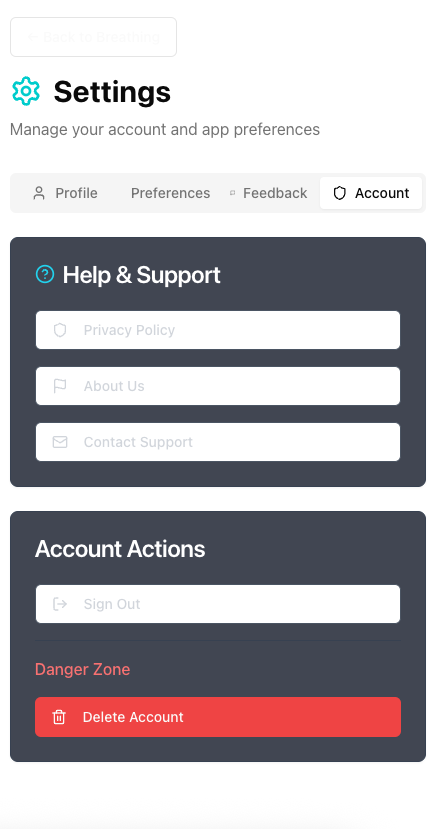 ← Back to Breathing
Settings
Manage your account and app preferences
Profile Preferences Feedback Account
Help & Support
Privacy Policy
About Us
Contact Support
Account Actions
Sign Out
Danger Zone
Delete Account